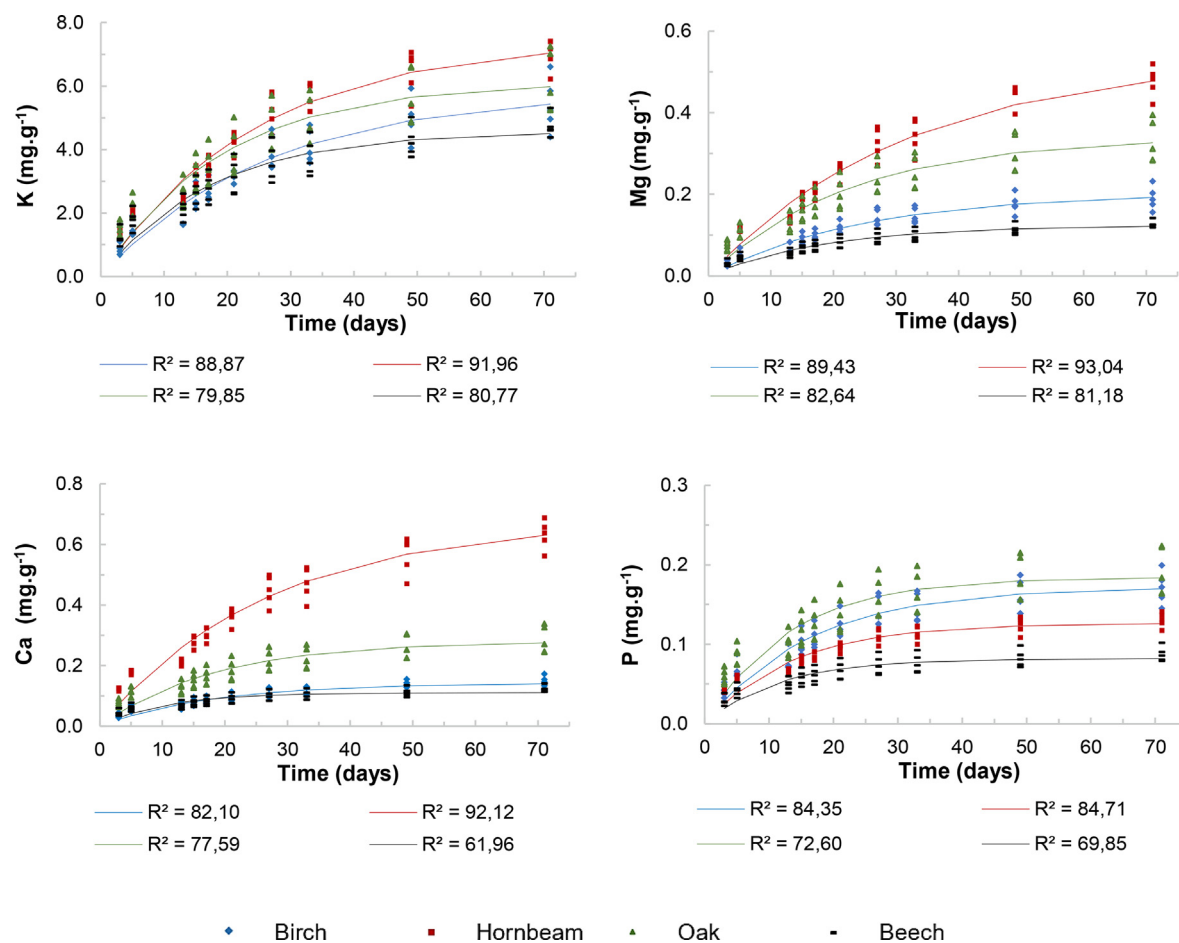 K (mg.g⁻¹)
8.0
6.0
4.0
2.0
0.0
0 10 20 30 40 50 60 70
Time (days)
R² = 88,87 R² = 91,96
R² = 79,85 R² = 80,77
Mg (mg.g⁻¹)
0.6
0.4
0.2
0.0
0 10 20 30 40 50 60 70
Time (days)
R² = 89,43 R² = 93,04
R² = 82,64 R² = 81,18
Ca (mg.g⁻¹)
0.8
0.6
0.4
0.2
0.0
0 10 20 30 40 50 60 70
Time (days)
R² = 82,10 R² = 92,12
R² = 77,59 R² = 61,96
P (mg.g⁻¹)
0.3
0.2
0.1
0.0
0 10 20 30 40 50 60 70
Time (days)
R² = 84,35 R² = 84,71
R² = 72,60 R² = 69,85
Birch Hornbeam Oak Beech